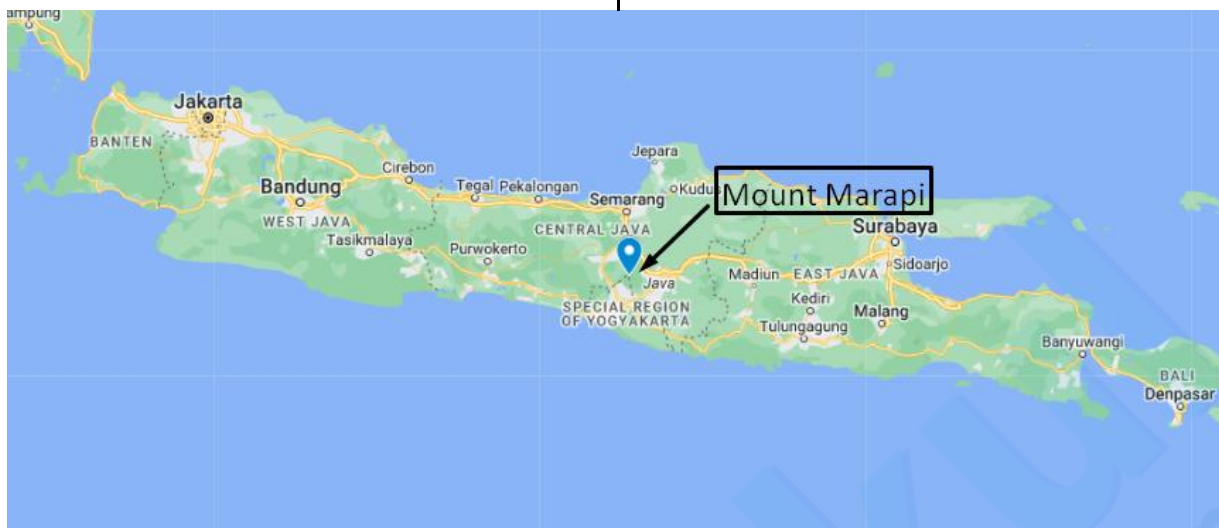 ampung
Jakarta
BANTEN
Bandung
WEST JAVA
Cirebon
Tasikmalaya
Tegal
Pekalongan
Purwokerto
Jepara
Kudus
Semarang
CENTRAL JAVA
Mount Marapi
Java
SPECIAL REGION
OF YOGYAKARTA
Surabaya
Sidoarjo
Madiun
EAST JAVA
Kediri
Malang
Tulungagung
Banyuwangi
BALI
Denpasar